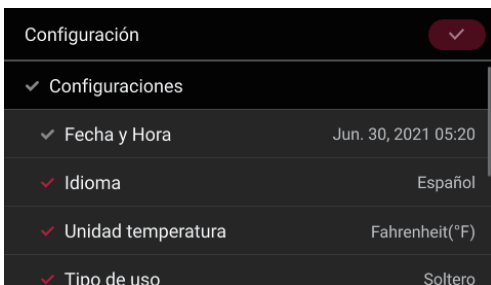 Configuración
Configuraciones
Fecha y Hora Jun. 30, 2021 05:20
Idioma Español
Unidad temperatura Fahrenheit(°F)
Tipo de uso Soltero